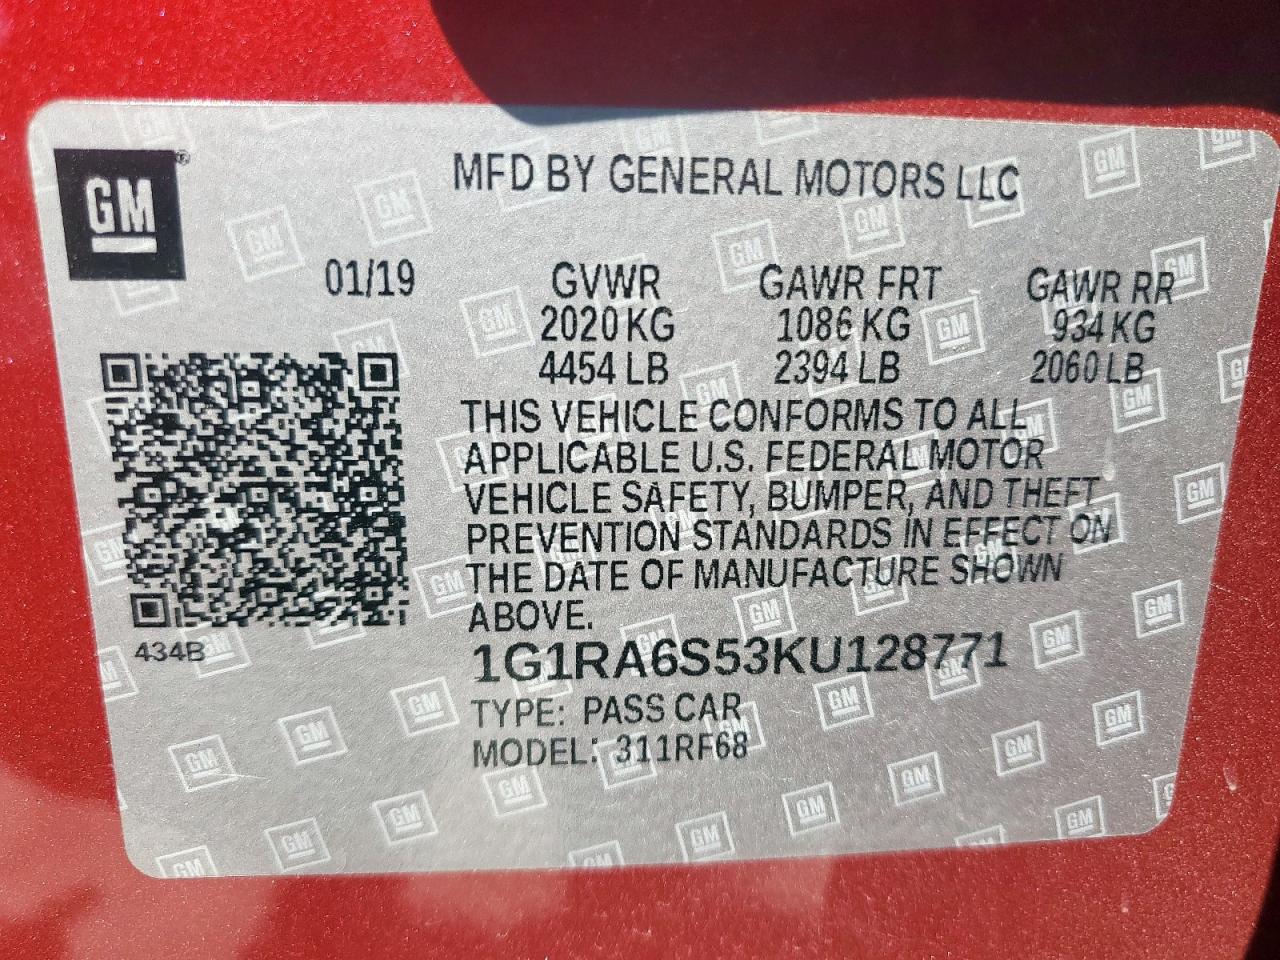 GM
MFD BY GENERAL MOTORS LLC
01/19
GVWR GAWR FRT GAWR RR
2020 KG 1086 KG 934 KG
4454 LB 2394 LB 2060 LB
THIS VEHICLE CONFORMS TO ALL
APPLICABLE U.S. FEDERAL MOTOR
VEHICLE SAFETY, BUMPER, AND THEFT
PREVENTION STANDARDS IN EFFECT ON
THE DATE OF MANUFACTURE SHOWN
ABOVE.
434B
1G1RA6S53KU128771
TYPE: PASS CAR
MODEL: 311RF68